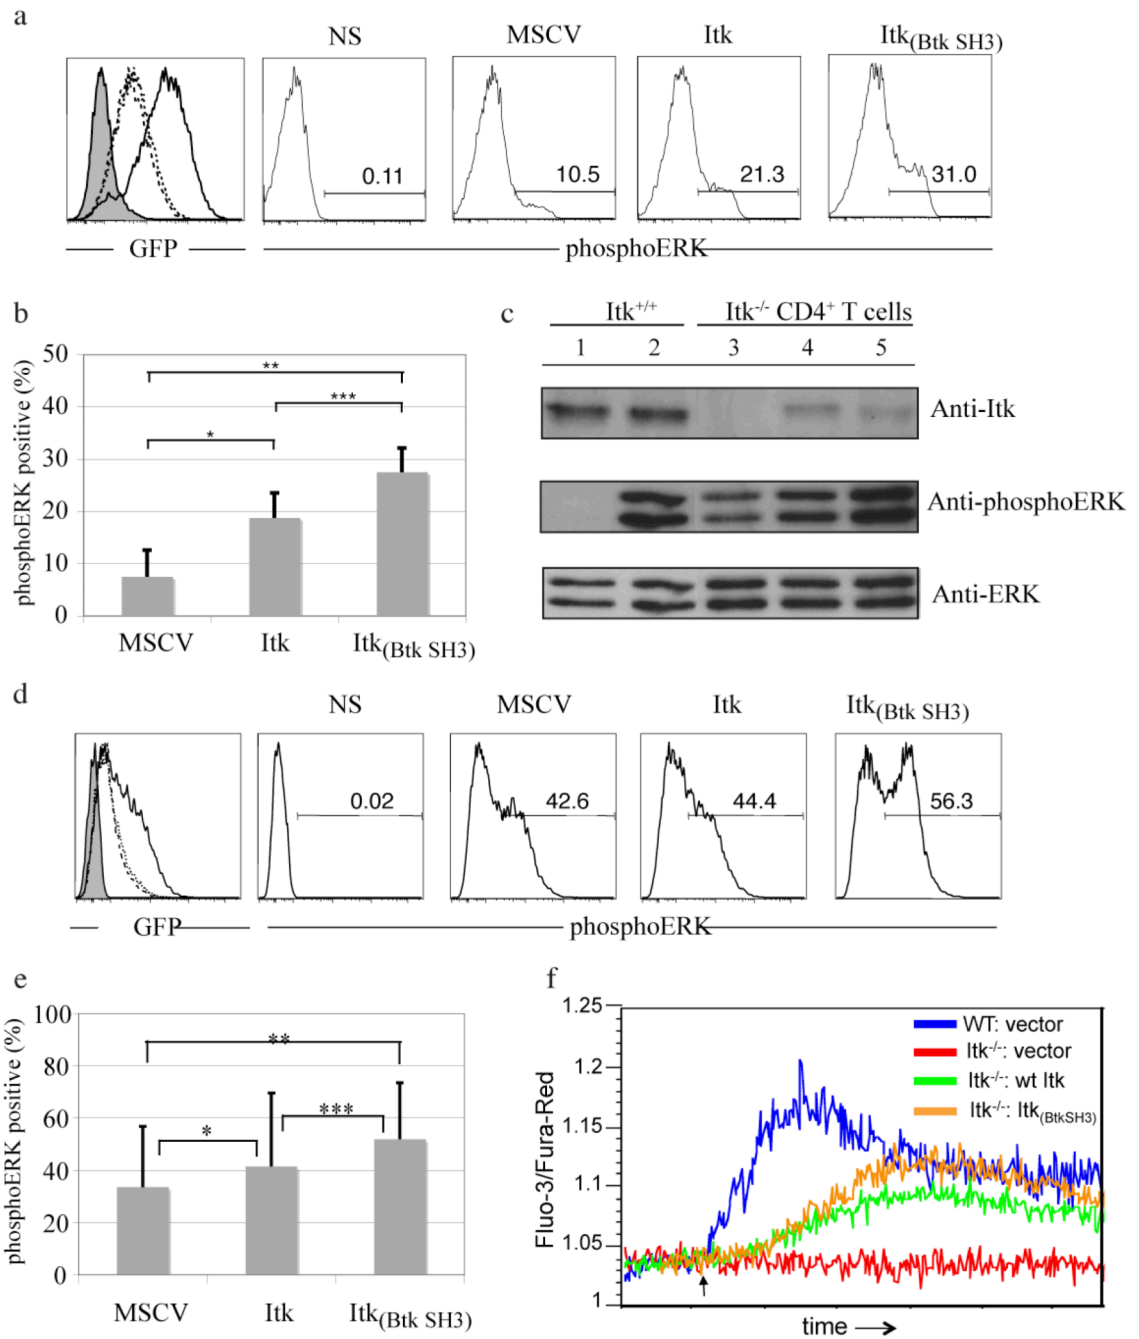 a
NS
MSCV
Itk
Itk(Btk SH3)
0.11
10.5
21.3
31.0
GFP
phosphoERK
b
50
40
30
20
10
0
phosphoERK positive (%)
**
***
*
MSCV
Itk
Itk(Btk SH3)
c
Itk+/+
Itk-/- CD4+ T cells
1 2 3 4 5
Anti-Itk
Anti-phosphoERK
Anti-ERK
d
NS
MSCV
Itk
Itk(Btk SH3)
0.02
42.6
44.4
56.3
GFP
phosphoERK
e
100
80
60
40
20
0
phosphoERK positive (%)
**
***
*
MSCV
Itk
Itk(Btk SH3)
f
1.25
1.2
1.15
1.1
1.05
1
Fluo-3/Fura-Red
WT: vector
Itk-/-: vector
Itk-/-: wt Itk
Itk-/-: Itk(BtkSH3)
time →